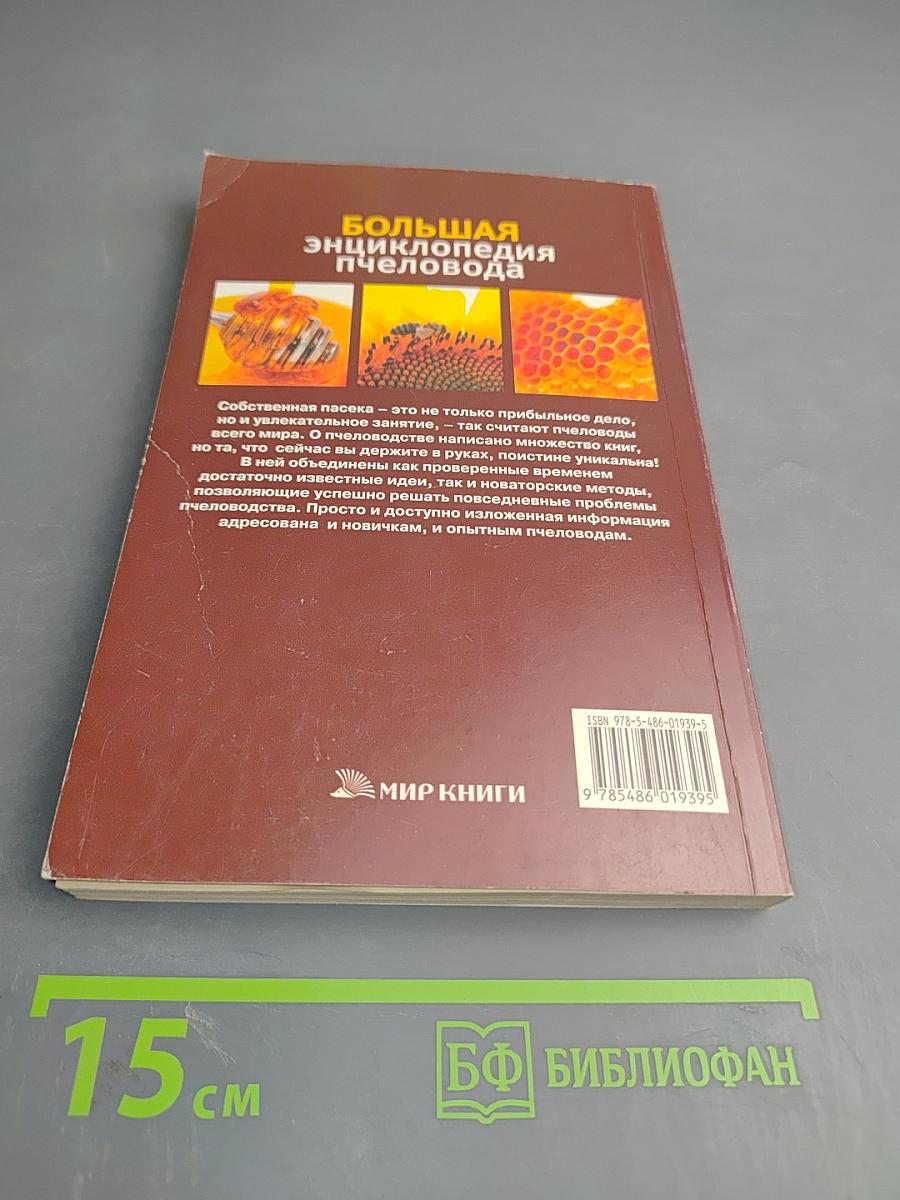 БОЛЬШАЯ
ЭНЦИКЛОПЕДИЯ
ПЧЕЛОВОДА
Собственная пасека – это не только прибыльное дело,
но и увлекательное занятие, – так считают пчеловоды
всего мира. О пчеловодстве написано множество книг,
но та, что сейчас вы держите в руках, поистине уникальна!
В ней объединены как проверенные временем
достаточно известные идеи, так и новаторские методы,
позволяющие успешно решать повседневные проблемы
пчеловодства. Просто и доступно изложенная информация
адресована и новичкам, и опытным пчеловодам.
ISBN 978-5-486-01939-5
9 785486 019395
МИР КНИГИ
15 см
БФ БИБЛИОФАН